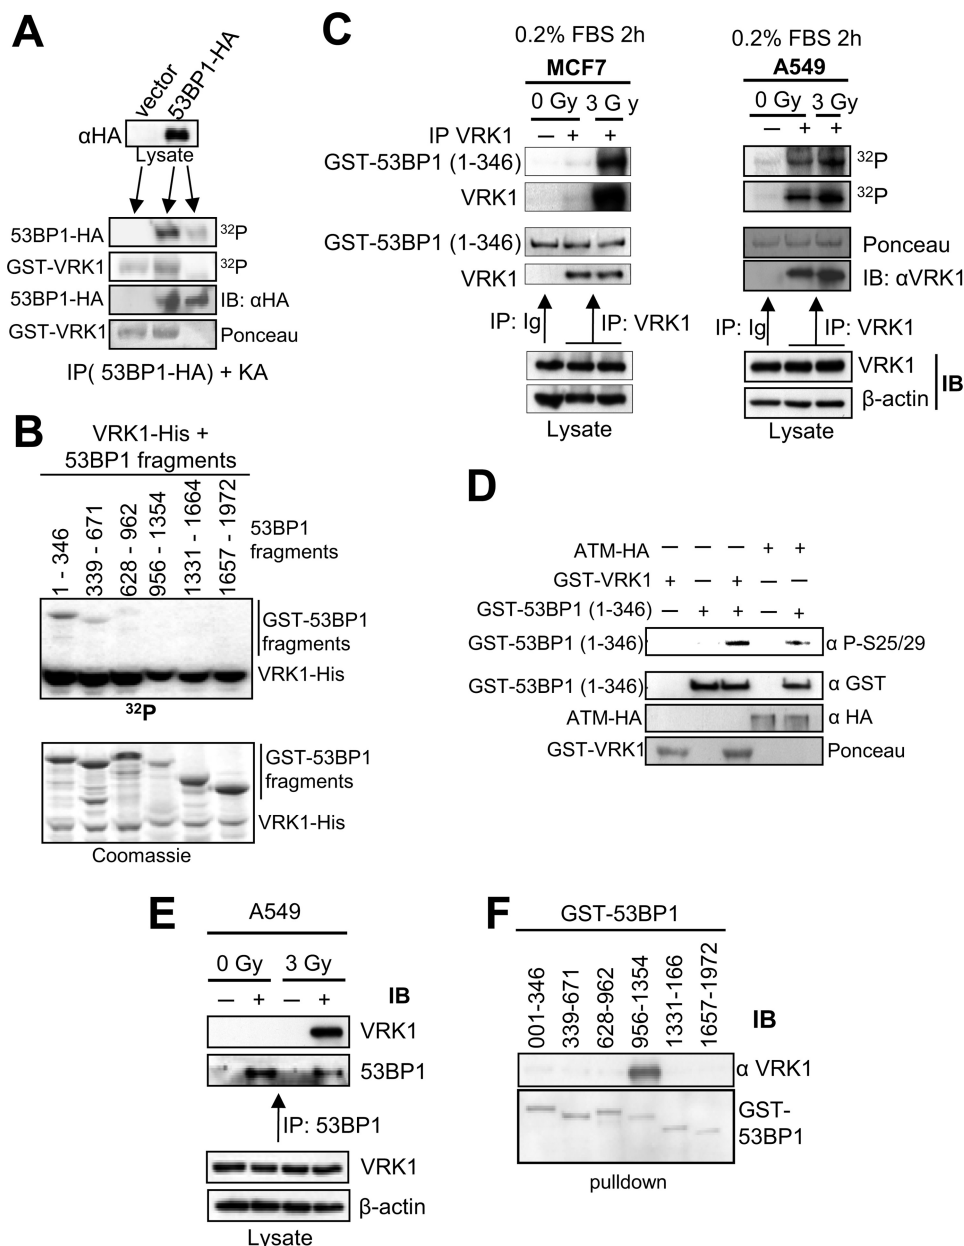 A
vector
53BP1-HA
αHA
Lysate
53BP1-HA
32P
GST-VRK1
32P
53BP1-HA
IB: αHA
GST-VRK1
Ponceau
IP( 53BP1-HA) + KA
B
VRK1-His +
53BP1 fragments
1 - 346
339 - 671
628 - 962
956 - 1354
1331 - 1664
1657 - 1972
53BP1
fragments
GST-53BP1
fragments
VRK1-His
32P
GST-53BP1
fragments
VRK1-His
Coomassie
C
0.2% FBS 2h
MCF7
0 Gy 3 G y
IP VRK1 — + +
GST-53BP1 (1-346)
VRK1
GST-53BP1 (1-346)
VRK1
IP: Ig
IP: VRK1
Lysate
0.2% FBS 2h
A549
0 Gy 3 Gy
— + +
32P
32P
Ponceau
IB: αVRK1
IP: Ig
IP: VRK1
VRK1
β-actin
IB
Lysate
D
ATM-HA — — — + +
GST-VRK1 + — + — —
GST-53BP1 (1-346) — + + — +
GST-53BP1 (1-346)
α P-S25/29
GST-53BP1 (1-346)
α GST
ATM-HA
α HA
GST-VRK1
Ponceau
E
A549
0 Gy 3 Gy
— + — +
IB
VRK1
53BP1
IP: 53BP1
VRK1
β-actin
Lysate
F
GST-53BP1
001-346
339-671
628-962
956-1354
1331-166
1657-1972
IB
α VRK1
GST-
53BP1
pulldown